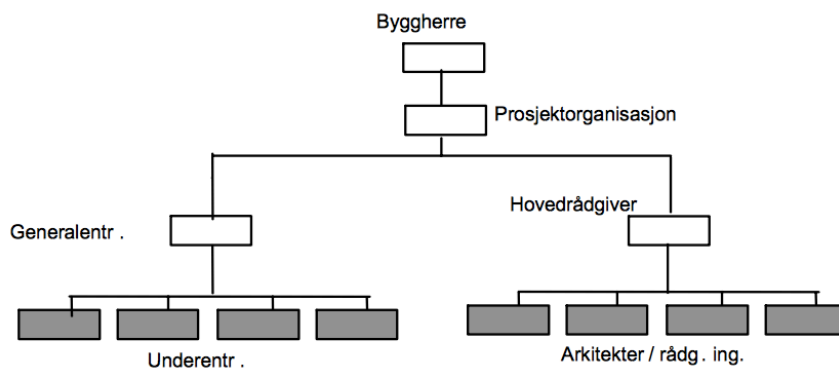 Byggherre
Prosjektorganisasjon
Hovedrådgiver
Generalentr .
Underentr .
Arkitekter / rådg . ing.